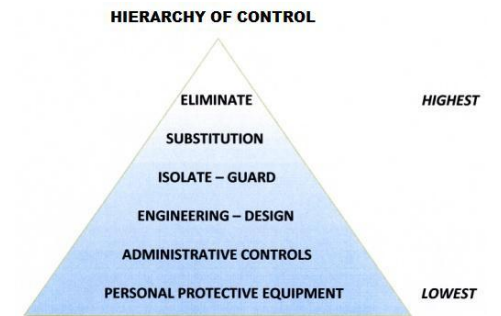 HIERARCHY OF CONTROL
ELIMINATE HIGHEST
SUBSTITUTION
ISOLATE – GUARD
ENGINEERING – DESIGN
ADMINISTRATIVE CONTROLS
PERSONAL PROTECTIVE EQUIPMENT LOWEST